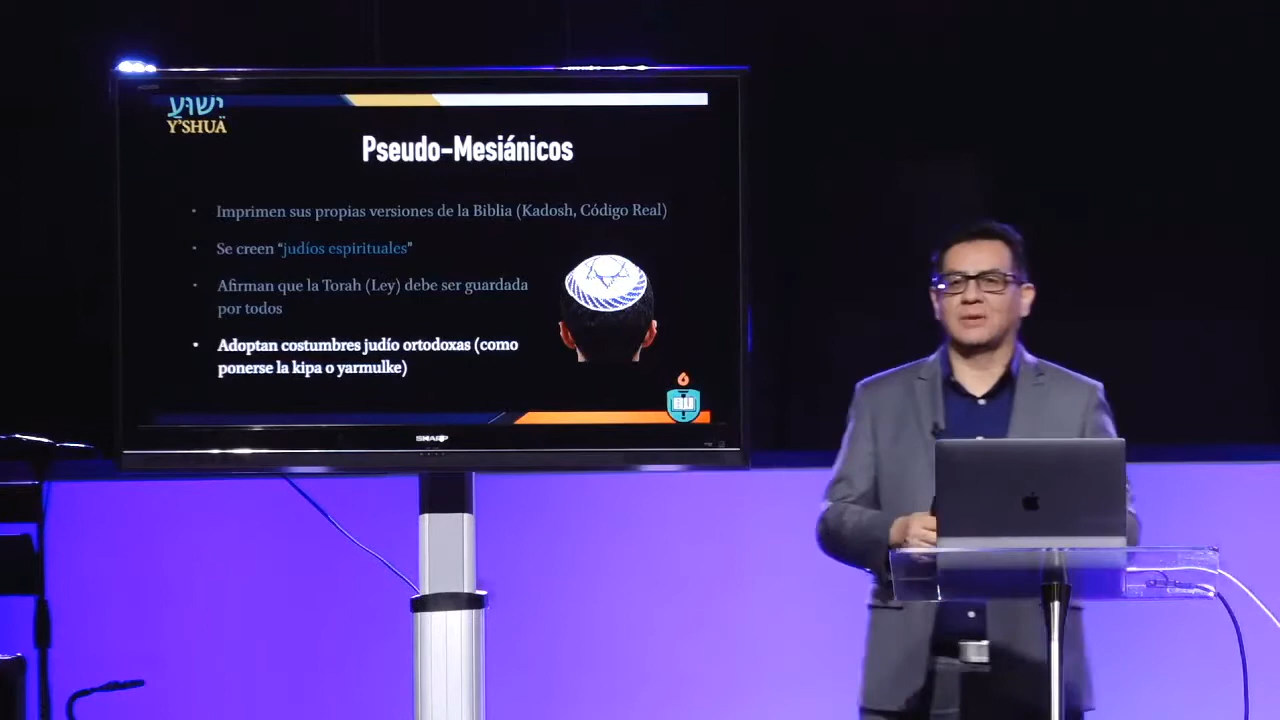 ישוע
Y'SHUÄ
Pseudo-Mesiánicos
• Imprimen sus propias versiones de la Biblia (Kadosh, Código Real)
• Se creen “judíos espirituales”
• Afirman que la Torah (Ley) debe ser guardada
por todos
• Adoptan costumbres judío ortodoxas (como
ponerse la kipa o yarmulke)
SHARP